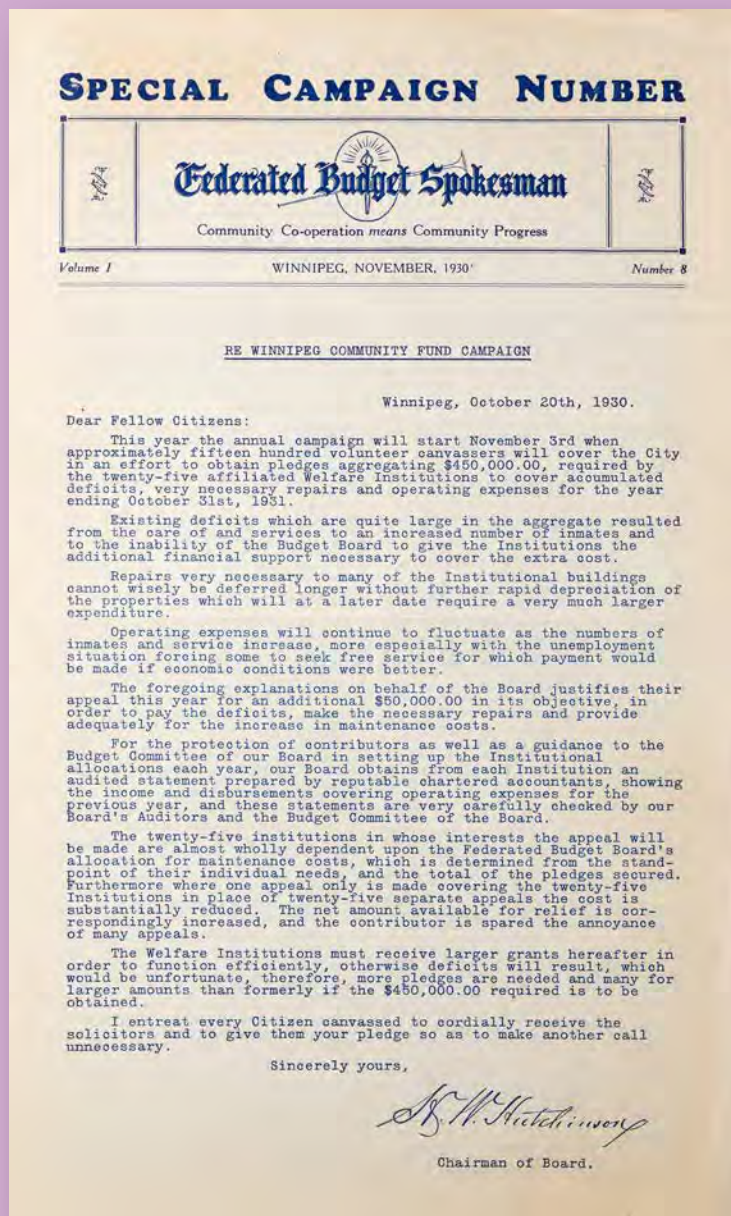 SPECIAL CAMPAIGN NUMBER
Federated Budget Spokesman
Community Co-operation means Community Progress
Volume I WINNIPEG, NOVEMBER, 1930 Number 8
RE WINNIPEG COMMUNITY FUND CAMPAIGN
Winnipeg, October 20th, 1930.
Dear Fellow Citizens:
This year the annual campaign will start November 3rd when
approximately fifteen hundred volunteer canvassers will cover the City
in an effort to obtain pledges aggregating $450,000.00, required by
the twenty-five affiliated Welfare Institutions to cover accumulated
deficits, very necessary repairs and operating expenses for the year
ending October 31st, 1931.
Existing deficits which are quite large in the aggregate resulted
from the care of and services to an increased number of inmates and
to the inability of the Budget Board to give the Institutions the
additional financial support necessary to cover the extra cost.
Repairs very necessary to many of the Institutional buildings
cannot wisely be deferred longer without further rapid depreciation of
the properties which will at a later date require a very much larger
expenditure.
Operating expenses will continue to fluctuate as the numbers of
inmates and service increase, more especially with the unemployment
situation forcing some to seek free service for which payment would
be made if economic conditions were better.
The foregoing explanations on behalf of the Board justifies their
appeal this year for an additional $50,000.00 in its objective, in
order to pay the deficits, make the necessary repairs and provide
adequately for the increase in maintenance costs.
For the protection of contributors as well as a guidance to the
Budget Committee of our Board in setting up the Institutional
allocations each year, our Board obtains from each Institution an
audited statement prepared by reputable chartered accountants, showing
the income and disbursements covering operating expenses for the
previous year, and these statements are very carefully checked by our
Board's Auditors and the Budget Committee of the Board.
The twenty-five institutions in whose interests the appeal will
be made are almost wholly dependent upon the Federated Budget Board's
allocation for maintenance costs, which is determined from the stand-
point of their individual needs, and the total of the pledges secured.
Furthermore where one appeal only is made covering the twenty-five
Institutions in place of twenty-five separate appeals the cost is
substantially reduced. The net amount available for relief is cor-
respondingly increased, and the contributor is spared the annoyance
of many appeals.
The Welfare Institutions must receive larger grants hereafter in
order to function efficiently, otherwise deficits will result, which
would be unfortunate, therefore, more pledges are needed and many for
larger amounts than formerly if the $450,000.00 required is to be
obtained.
I entreat every Citizen canvassed to cordially receive the
solicitors and to give them your pledge so as to make another call
unnecessary.
Sincerely yours,
H. W. Hutchinson
Chairman of Board.